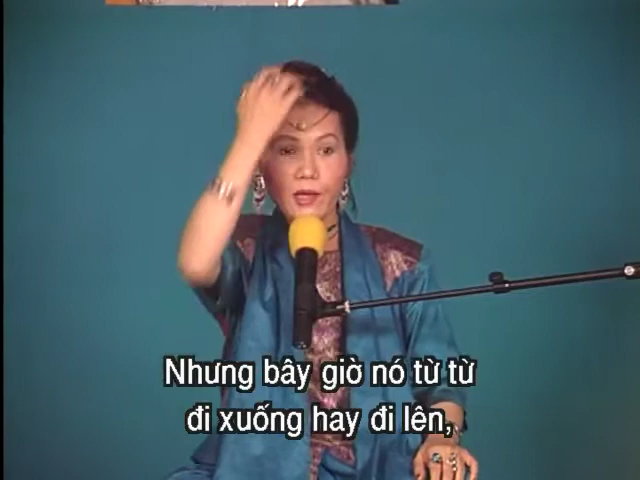 Nhưng bây giờ nó từ từ
đi xuống hay đi lên,